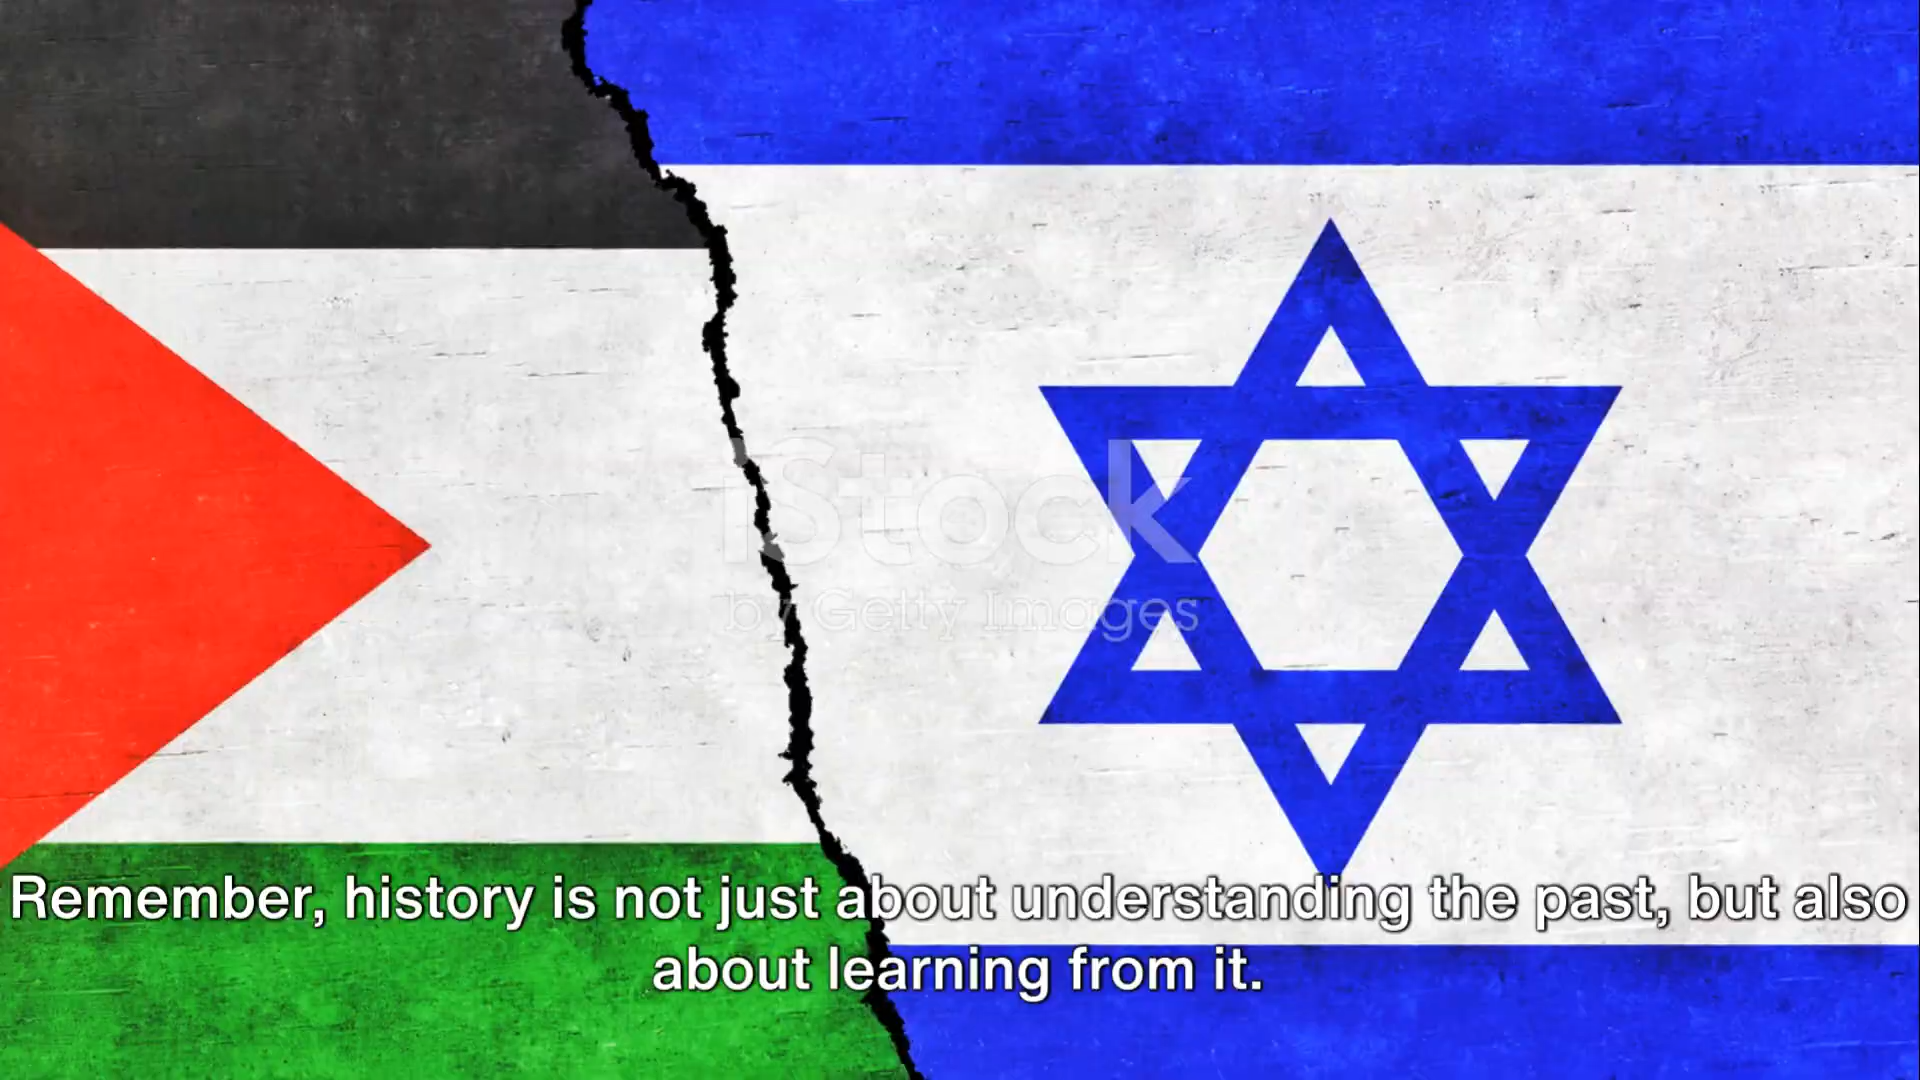 iStock
by Getty Images
Remember, history is not just about understanding the past, but also
about learning from it.